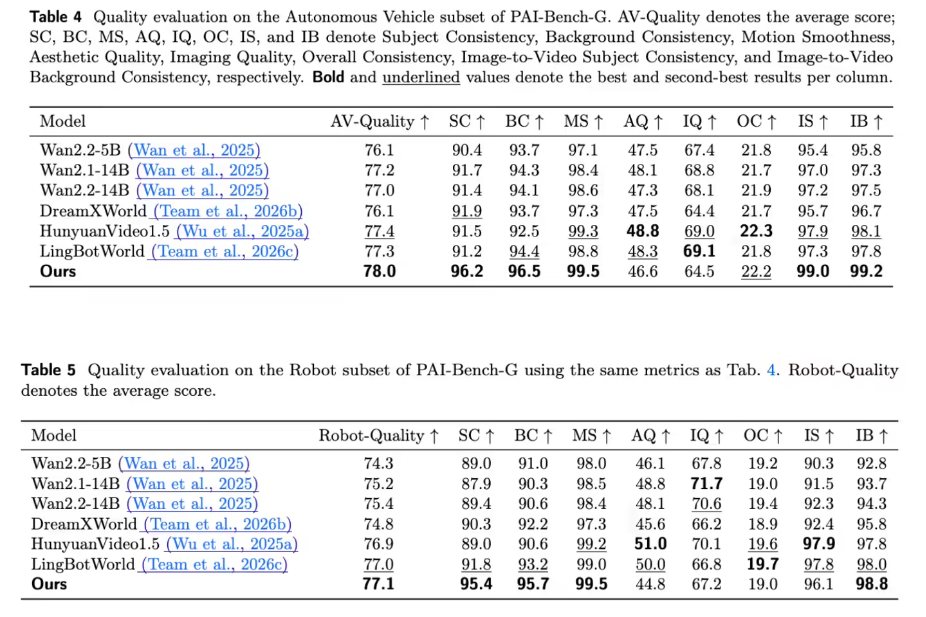 Table 4 Quality evaluation on the Autonomous Vehicle subset of PAI-Bench-G. AV-Quality denotes the average score;
SC, BC, MS, AQ, IQ, OC, IS, and IB denote Subject Consistency, Background Consistency, Motion Smoothness,
Aesthetic Quality, Imaging Quality, Overall Consistency, Image-to-Video Subject Consistency, and Image-to-Video
Background Consistency, respectively. Bold and underlined values denote the best and second-best results per column.
Model AV-Quality ↑ SC ↑ BC ↑ MS ↑ AQ ↑ IQ ↑ OC ↑ IS ↑ IB ↑
Wan2.2-5B (Wan et al., 2025) 76.1 90.4 93.7 97.1 47.5 67.4 21.8 95.4 95.8
Wan2.1-14B (Wan et al., 2025) 77.2 91.7 94.3 98.4 48.1 68.8 21.7 97.0 97.3
Wan2.2-14B (Wan et al., 2025) 77.0 91.4 94.1 98.6 47.3 68.1 21.9 97.2 97.5
DreamXWorld (Team et al., 2026b) 76.1 91.9 93.7 97.3 47.5 64.4 21.7 95.7 96.7
HunyuanVideo1.5 (Wu et al., 2025a) 77.4 91.5 92.5 99.3 48.8 69.0 22.3 97.9 98.1
LingBotWorld (Team et al., 2026c) 77.3 91.2 94.4 98.8 48.3 69.1 21.8 97.3 97.8
Ours 78.0 96.2 96.5 99.5 46.6 64.5 22.2 99.0 99.2
Table 5 Quality evaluation on the Robot subset of PAI-Bench-G using the same metrics as Tab. 4. Robot-Quality
denotes the average score.
Model Robot-Quality ↑ SC ↑ BC ↑ MS ↑ AQ ↑ IQ ↑ OC ↑ IS ↑ IB ↑
Wan2.2-5B (Wan et al., 2025) 74.3 89.0 91.0 98.0 46.1 67.8 19.2 90.3 92.8
Wan2.1-14B (Wan et al., 2025) 75.2 87.9 90.3 98.5 48.8 71.7 19.0 91.5 93.7
Wan2.2-14B (Wan et al., 2025) 75.4 89.4 90.6 98.4 48.1 70.6 19.4 92.3 94.3
DreamXWorld (Team et al., 2026b) 74.8 90.3 92.2 97.3 45.6 66.2 18.9 92.4 95.8
HunyuanVideo1.5 (Wu et al., 2025a) 76.9 89.0 90.6 99.2 51.0 70.1 19.6 97.9 97.8
LingBotWorld (Team et al., 2026c) 77.0 91.8 93.2 99.0 50.0 66.8 19.7 97.8 98.0
Ours 77.1 95.4 95.7 99.5 44.8 67.2 19.0 96.1 98.8